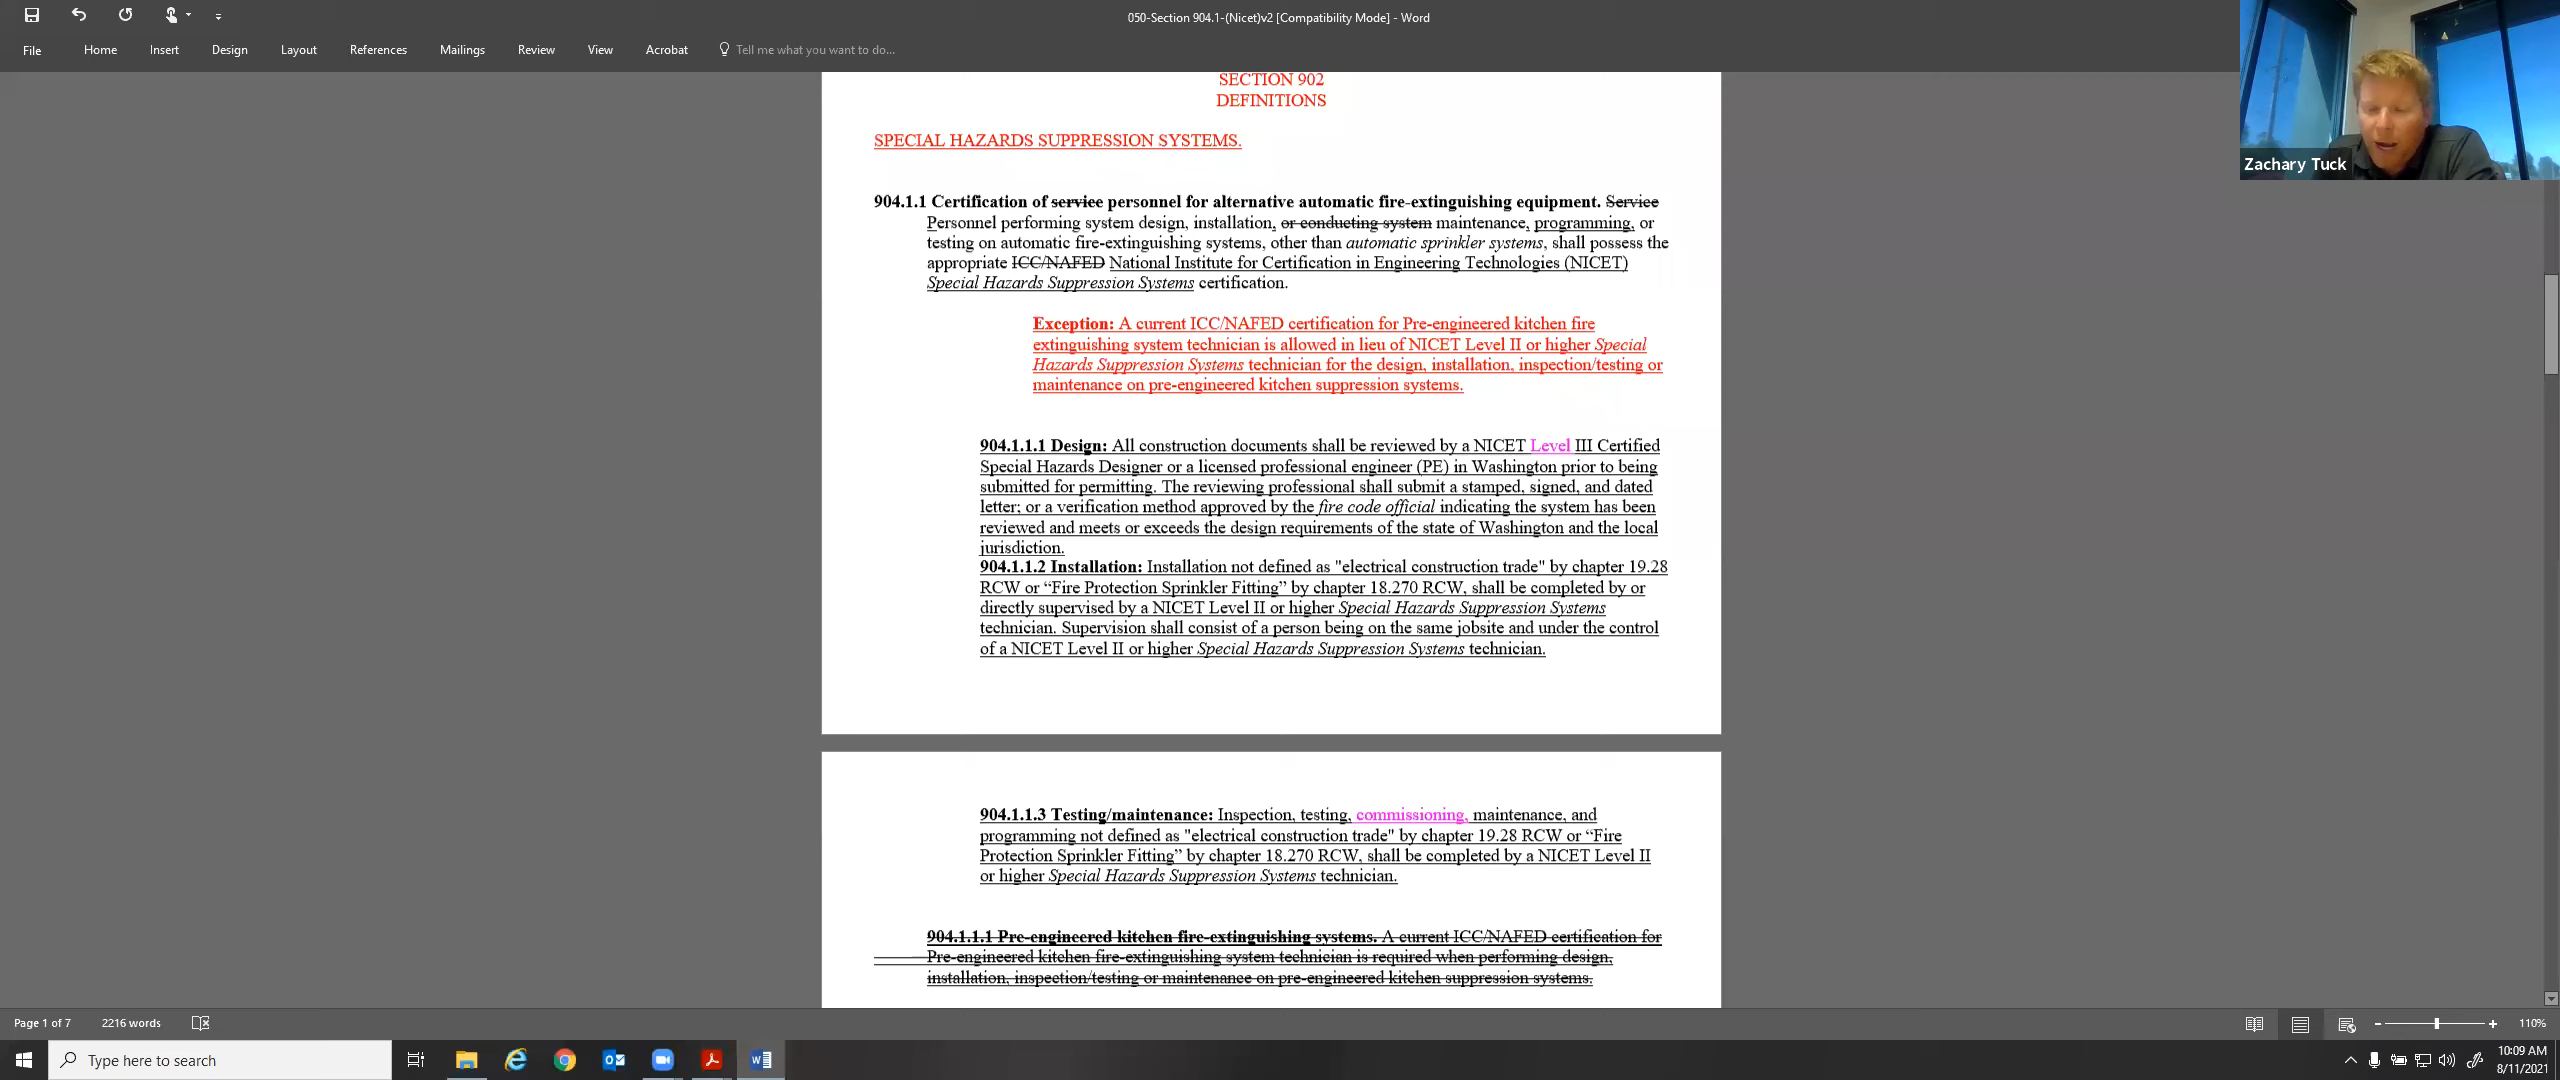 050-Section 904.1-(Nicet)v2 [Compatibility Mode] - Word
File Home Insert Design Layout References Mailings Review View Acrobat Tell me what you want to do...
Zachary Tuck
SECTION 902
DEFINITIONS
SPECIAL HAZARDS SUPPRESSION SYSTEMS.
904.1.1 Certification of service personnel for alternative automatic fire-extinguishing equipment. Service
Personnel performing system design, installation, or conducting system maintenance, programming, or
testing on automatic fire-extinguishing systems, other than automatic sprinkler systems, shall possess the
appropriate ICC/NAFED National Institute for Certification in Engineering Technologies (NICET)
Special Hazards Suppression Systems certification.
Exception: A current ICC/NAFED certification for Pre-engineered kitchen fire
extinguishing system technician is allowed in lieu of NICET Level II or higher Special
Hazards Suppression Systems technician for the design, installation, inspection/testing or
maintenance on pre-engineered kitchen suppression systems.
904.1.1.1 Design: All construction documents shall be reviewed by a NICET Level III Certified
Special Hazards Designer or a licensed professional engineer (PE) in Washington prior to being
submitted for permitting. The reviewing professional shall submit a stamped, signed, and dated
letter; or a verification method approved by the fire code official indicating the system has been
reviewed and meets or exceeds the design requirements of the state of Washington and the local
jurisdiction.
904.1.1.2 Installation: Installation not defined as "electrical construction trade" by chapter 19.28
RCW or “Fire Protection Sprinkler Fitting” by chapter 18.270 RCW, shall be completed by or
directly supervised by a NICET Level II or higher Special Hazards Suppression Systems
technician. Supervision shall consist of a person being on the same jobsite and under the control
of a NICET Level II or higher Special Hazards Suppression Systems technician.
904.1.1.3 Testing/maintenance: Inspection, testing, commissioning, maintenance, and
programming not defined as "electrical construction trade" by chapter 19.28 RCW or “Fire
Protection Sprinkler Fitting” by chapter 18.270 RCW, shall be completed by a NICET Level II
or higher Special Hazards Suppression Systems technician.
904.1.1.1 Pre-engineered kitchen fire-extinguishing systems. A current ICC/NAFED certification for
Pre-engineered kitchen fire-extinguishing system technician is required when performing design,
installation, inspection/testing or maintenance on pre-engineered kitchen suppression systems.
Page 1 of 7 2216 words 110%
Type here to search
10:09 AM
8/11/2021